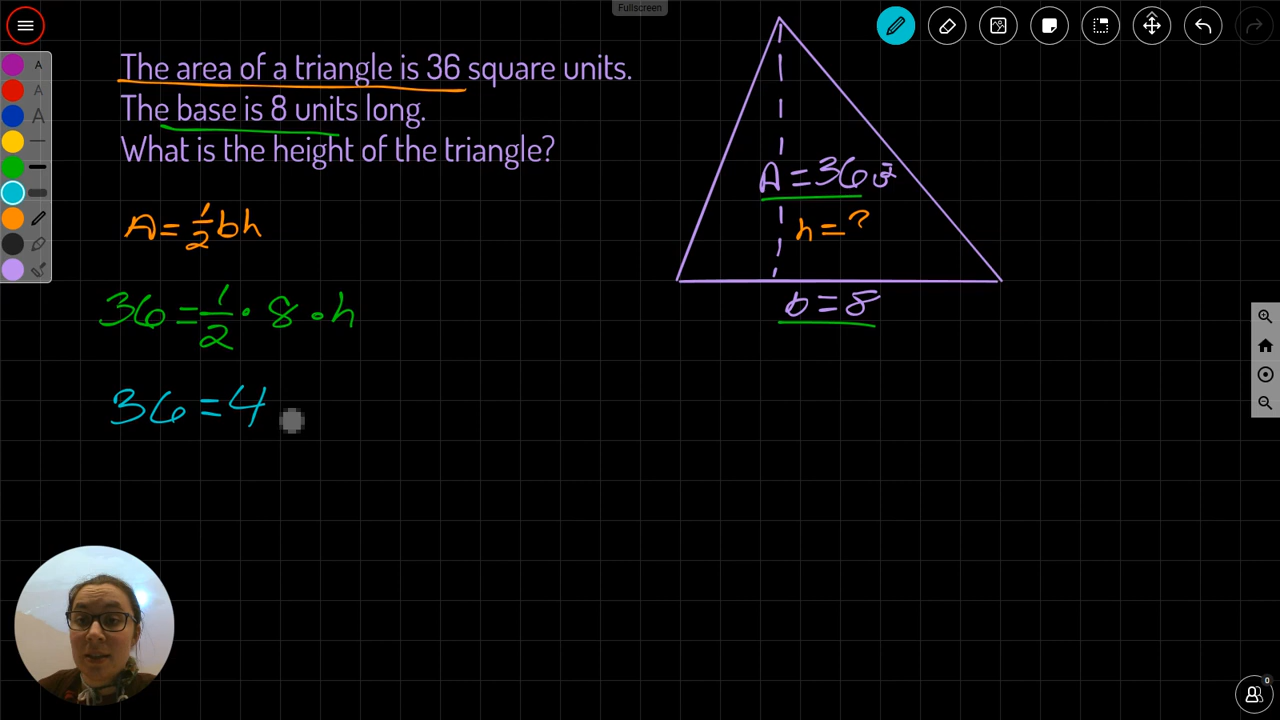 Fullscreen
The area of a triangle is 36 square units.
The base is 8 units long.
What is the height of the triangle?
A = 1/2 bh
36 = 1/2 · 8 · h
36 = 4
A = 36
h = ?
b = 8
A
A
A
0